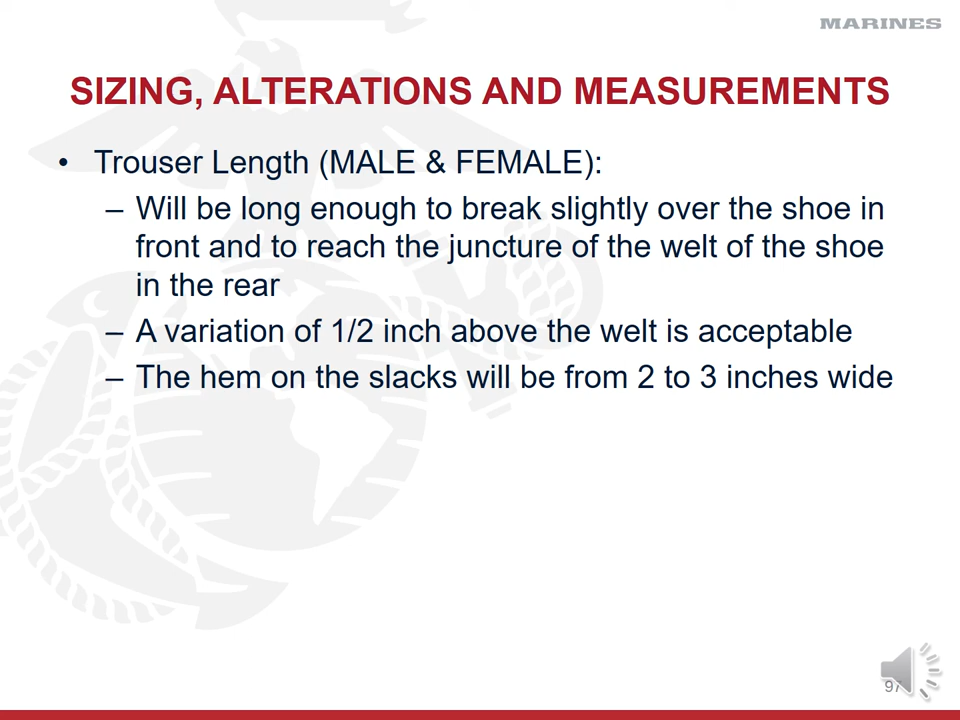 MARINES
SIZING, ALTERATIONS AND MEASUREMENTS
• Trouser Length (MALE & FEMALE):
– Will be long enough to break slightly over the shoe in
front and to reach the juncture of the welt of the shoe
in the rear
– A variation of 1/2 inch above the welt is acceptable
– The hem on the slacks will be from 2 to 3 inches wide
97